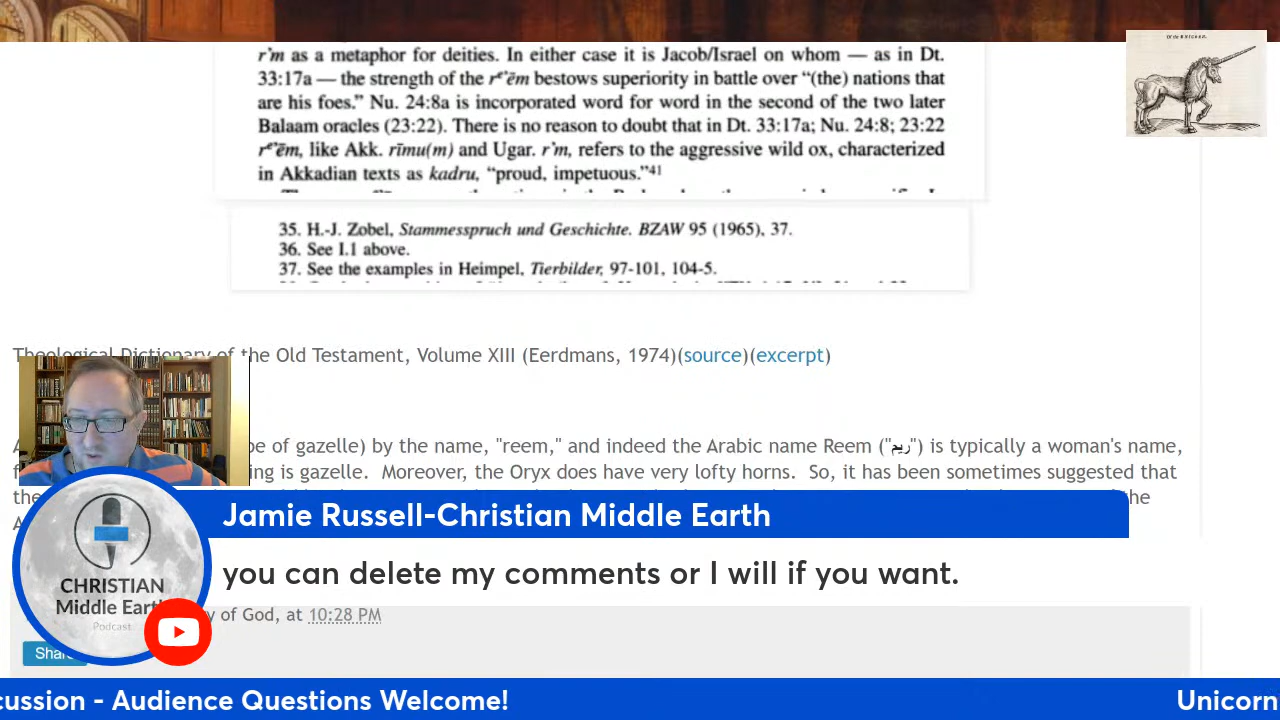 Of the UNICORN.
r'm as a metaphor for deities. In either case it is Jacob/Israel on whom — as in Dt.
33:17a — the strength of the rᵉ'ēm bestows superiority in battle over “(the) nations that
are his foes.” Nu. 24:8a is incorporated word for word in the second of the two later
Balaam oracles (23:22). There is no reason to doubt that in Dt. 33:17a; Nu. 24:8; 23:22
rᵉ'ēm, like Akk. rīmu(m) and Ugar. r'm, refers to the aggressive wild ox, characterized
in Akkadian texts as kadru, “proud, impetuous.”⁴¹
35. H.-J. Zobel, Stammesspruch und Geschichte. BZAW 95 (1965), 37.
36. See I.1 above.
37. See the examples in Heimpel, Tierbilder, 97-101, 104-5.
Theological Dictionary of the Old Testament, Volume XIII (Eerdmans, 1974)(source)(excerpt)
of gazelle) by the name, "reem," and indeed the Arabic name Reem ("ريم") is typically a woman's name,
is gazelle. Moreover, the Oryx does have very lofty horns. So, it has been sometimes suggested that
Jamie Russell-Christian Middle Earth
you can delete my comments or I will if you want.
CHRISTIAN
Middle Earth
Podcast
of God, at 10:28 PM
Share
cussion - Audience Questions Welcome! Unicorn